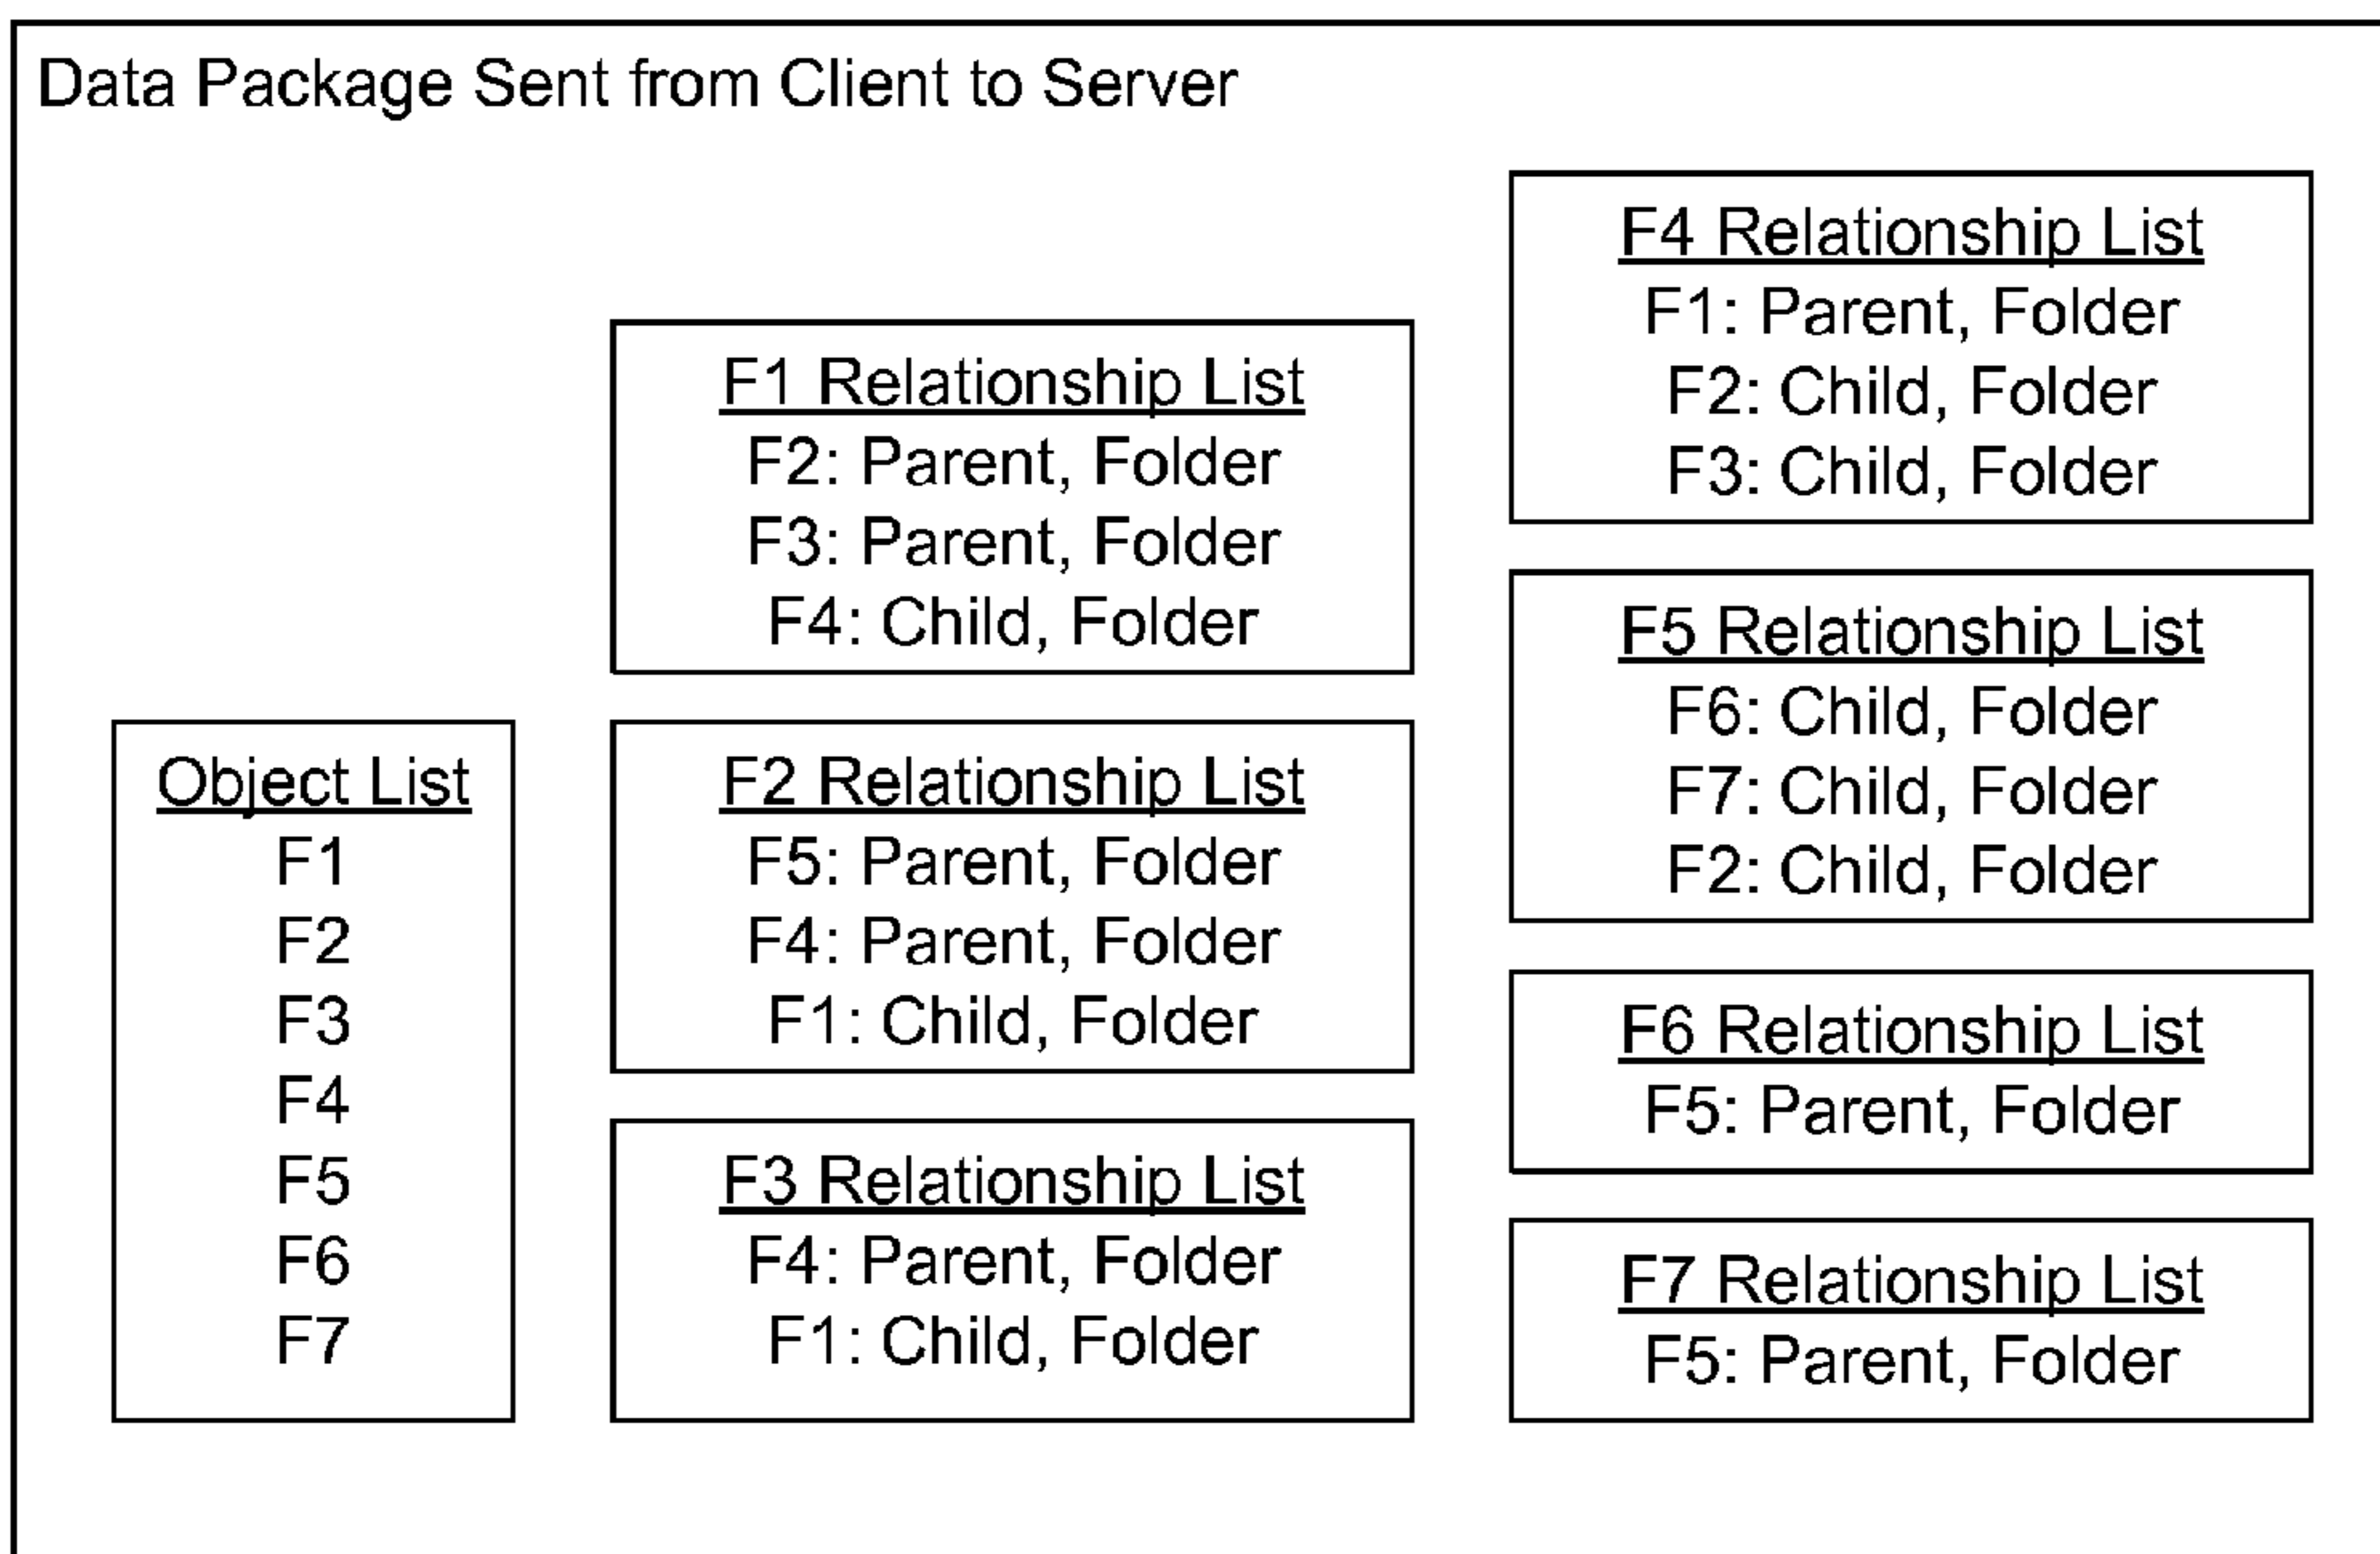 Data Package Sent from Client to Server
Object List
F1
F2
F3
F4
F5
F6
F7
F1 Relationship List
F2: Parent, Folder
F3: Parent, Folder
F4: Child, Folder
F2 Relationship List
F5: Parent, Folder
F4: Parent, Folder
F1: Child, Folder
F3 Relationship List
F4: Parent, Folder
F1: Child, Folder
F4 Relationship List
F1: Parent, Folder
F2: Child, Folder
F3: Child, Folder
F5 Relationship List
F6: Child, Folder
F7: Child, Folder
F2: Child, Folder
F6 Relationship List
F5: Parent, Folder
F7 Relationship List
F5: Parent, Folder